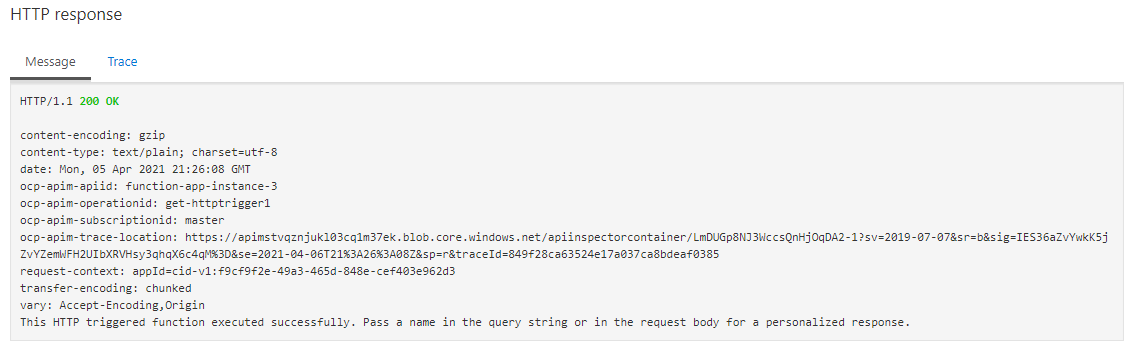 HTTP response
Message
Trace
HTTP/1.1 200 OK
content-encoding: gzip
content-type: text/plain; charset=utf-8
date: Mon, 05 Apr 2021 21:26:08 GMT
ocp-apim-apiid: function-app-instance-3
ocp-apim-operationid: get-httptrigger1
ocp-apim-subscriptionid: master
ocp-apim-trace-location: https://apimstvqznjukl03cq1m37ek.blob.core.windows.net/apiinspectorcontainer/LmDUGp8NJ3WccsQnHjOqDA2-1?sv=2019-07-07&sr=b&sig=IES36aZvYwkK5j
ZvYZemWFH2UIbXRVHsy3qhqX6c4qM%3D&se=2021-04-06T21%3A26%3A08Z&sp=r&traceId=849f28ca63524e17a037ca8bdeaf0385
request-context: appId=cid-v1:f9cf9f2e-49a3-465d-848e-cef403e962d3
transfer-encoding: chunked
vary: Accept-Encoding,Origin
This HTTP triggered function executed successfully. Pass a name in the query string or in the request body for a personalized response.